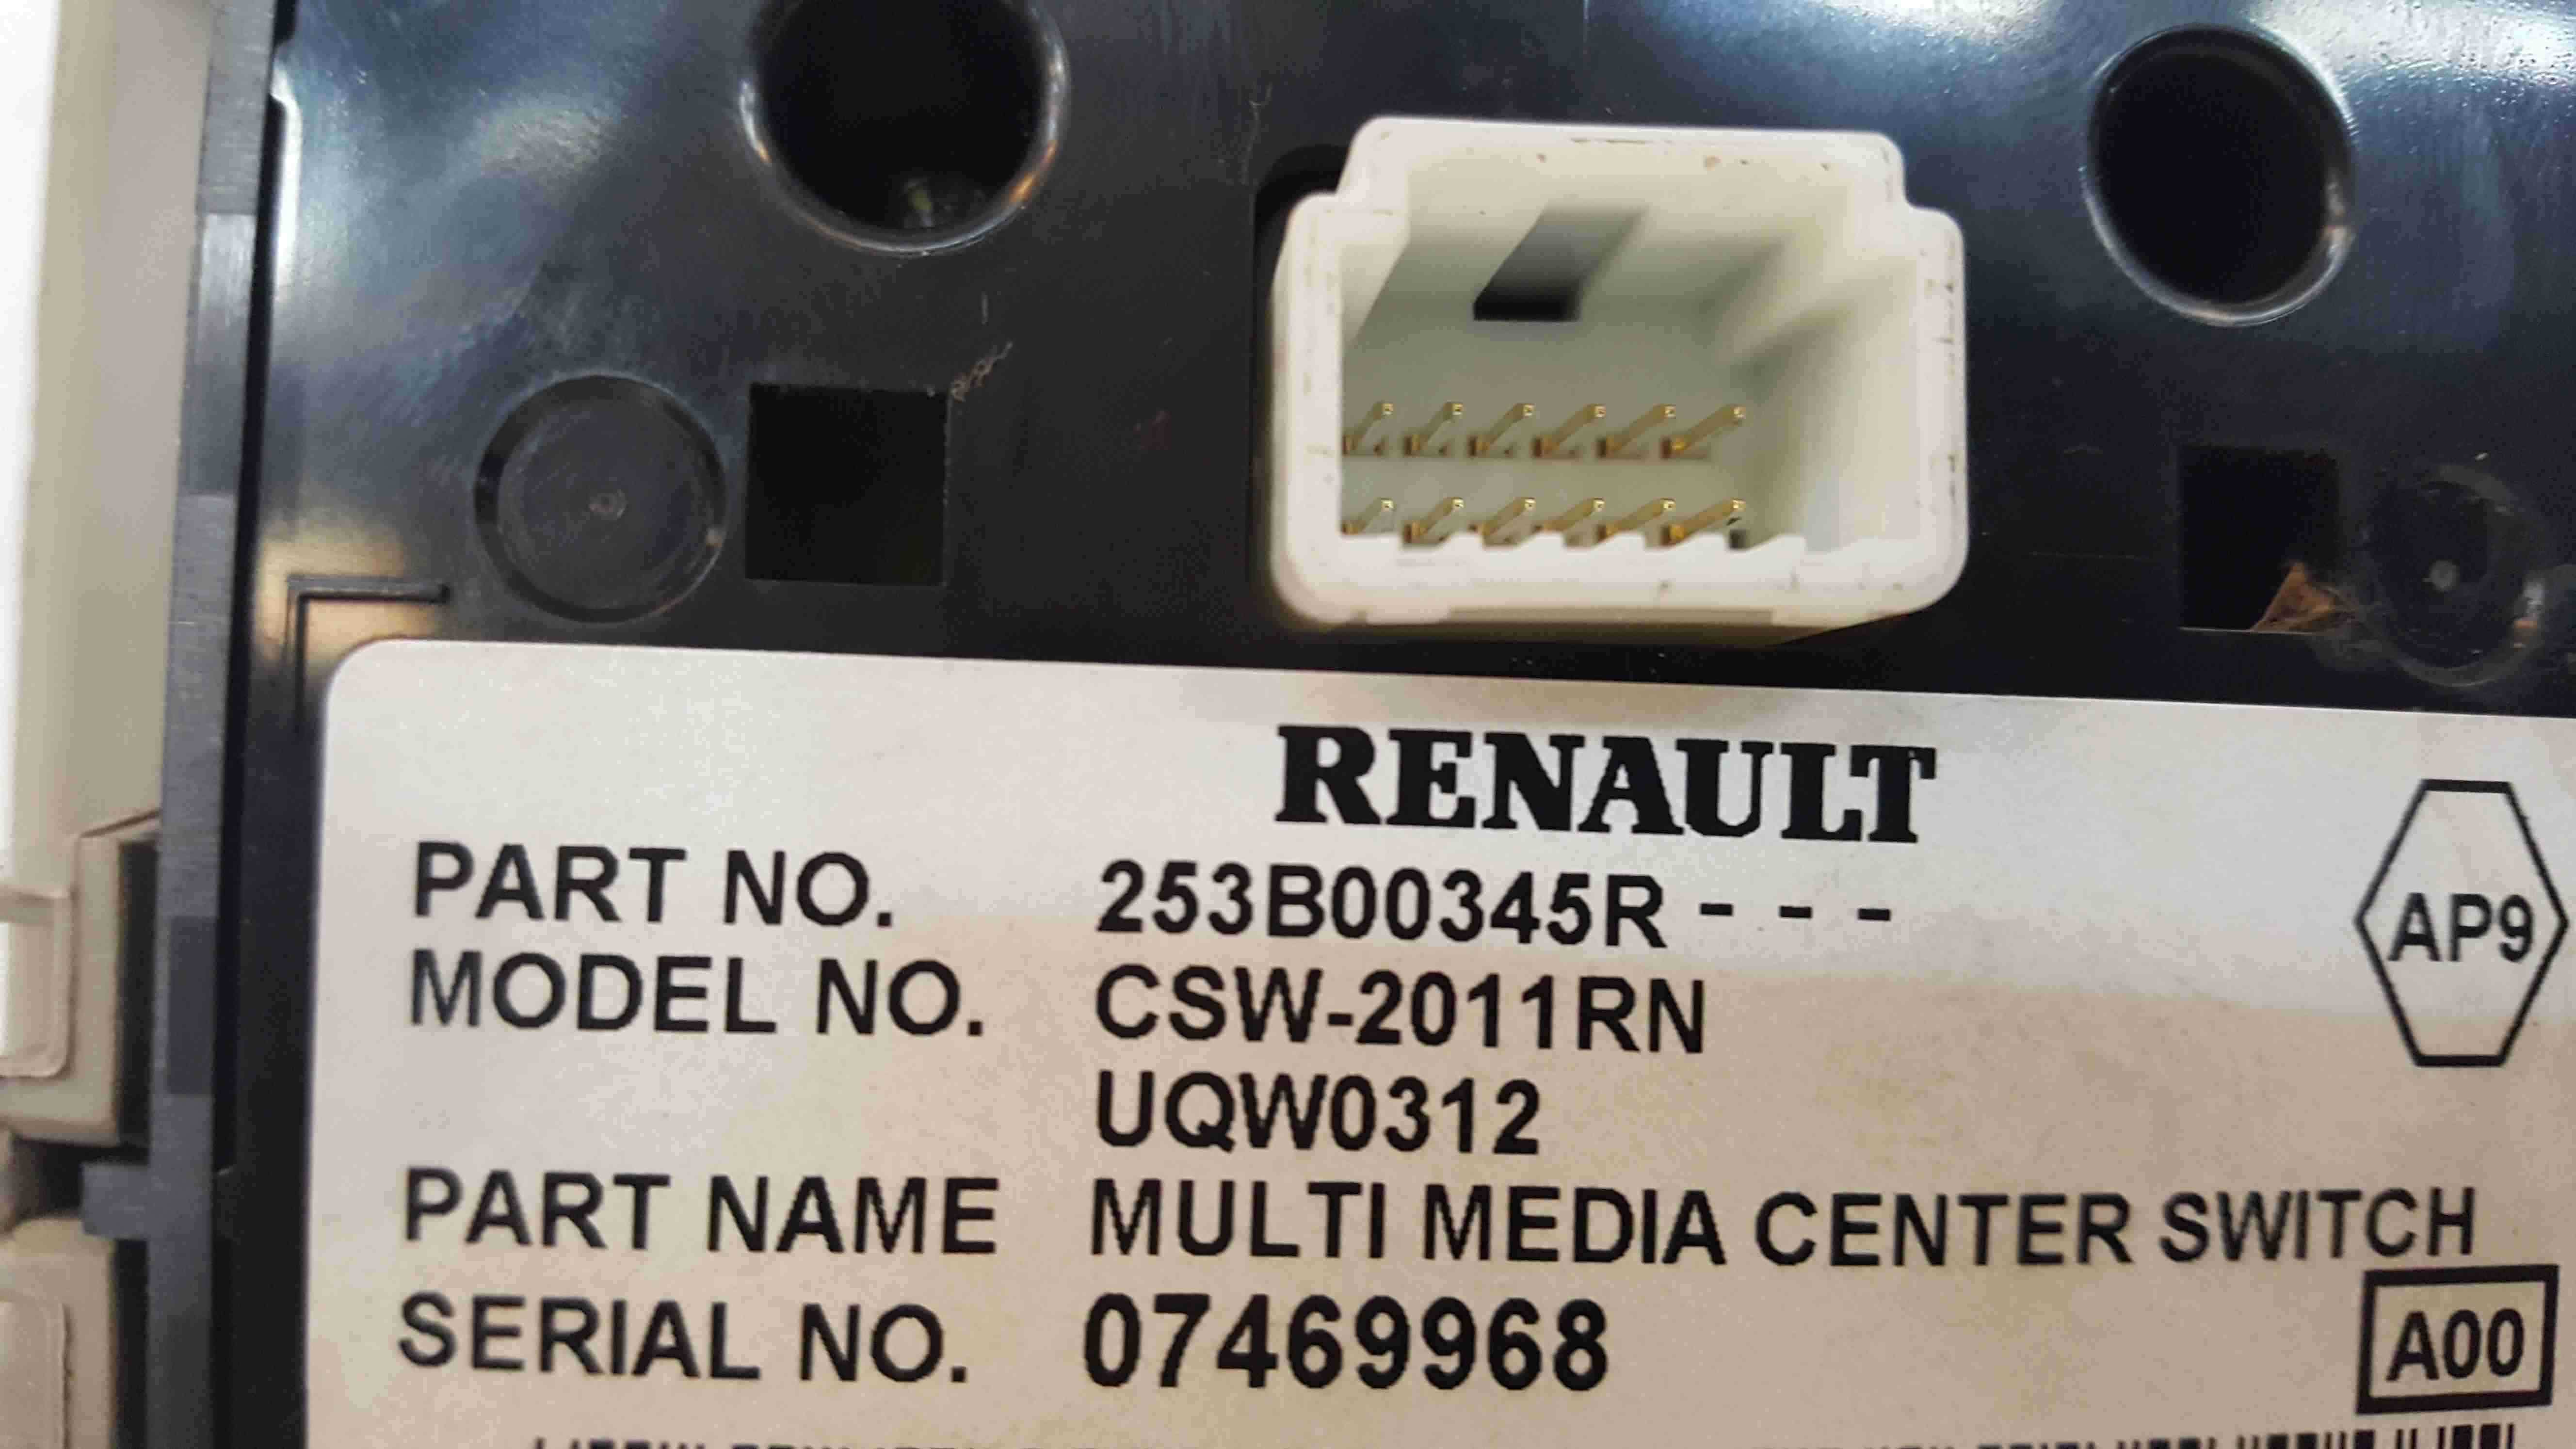 RENAULT
PART NO. 253B00345R - - -
AP9
MODEL NO. CSW-2011RN
UQW0312
PART NAME MULTI MEDIA CENTER SWITCH
SERIAL NO. 07469968
A00